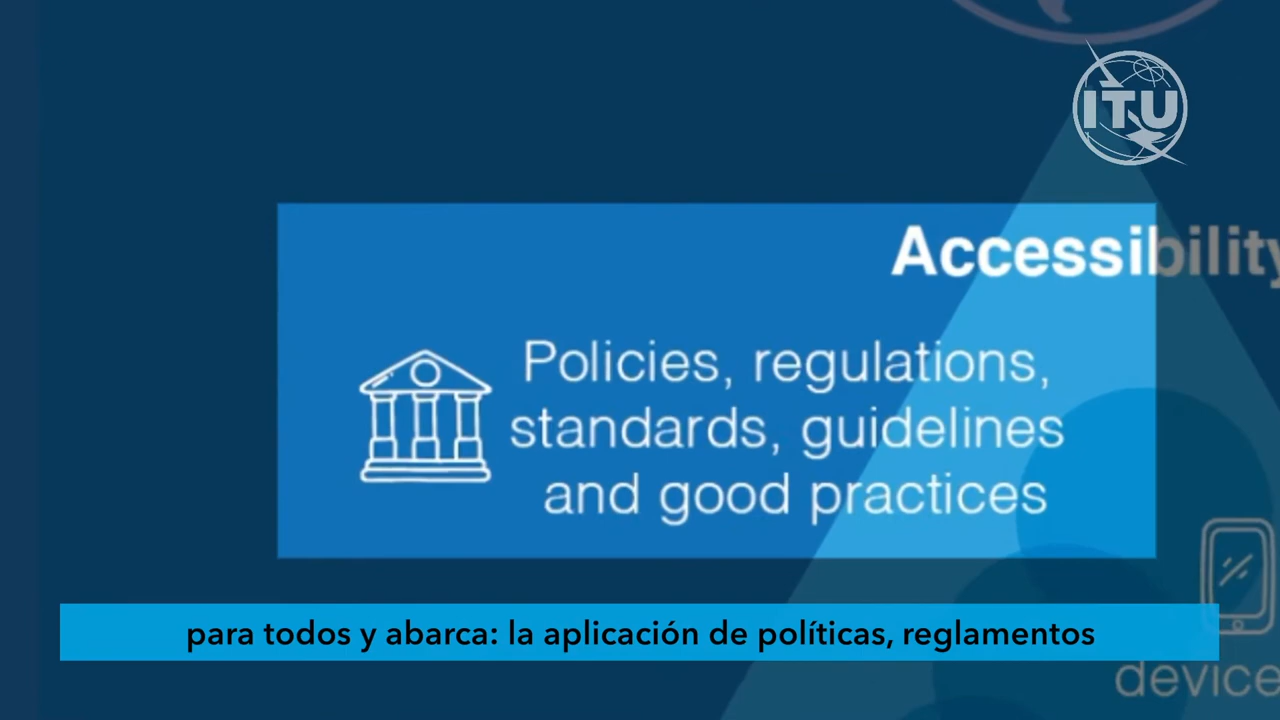 ITU
Accessibility
Policies, regulations,
standards, guidelines
and good practices
para todos y abarca: la aplicación de políticas, reglamentos
device